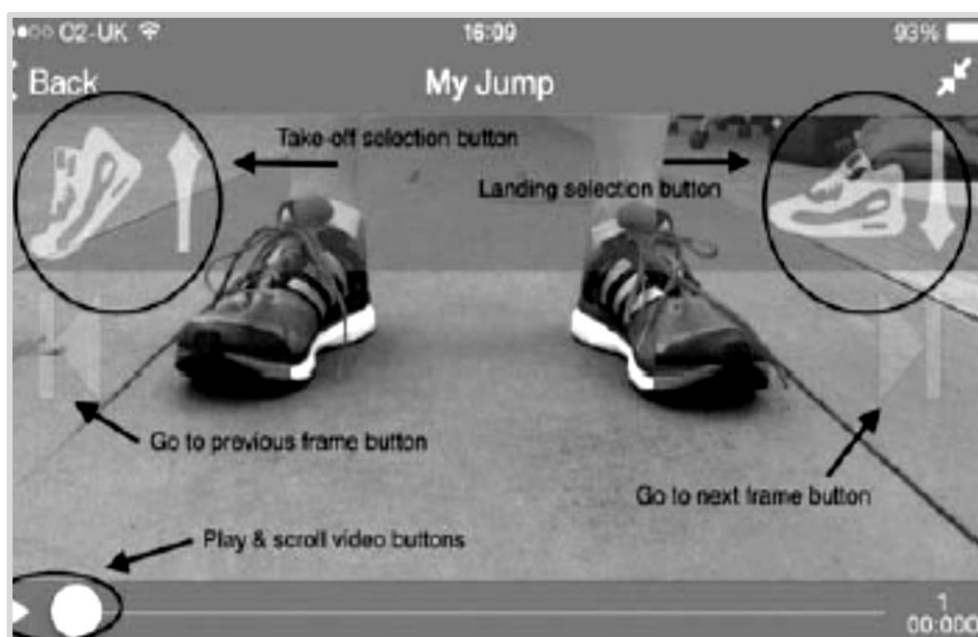 O2-UK 16:09 93%
Back My Jump
Take-off selection button
Landing selection button
Go to previous frame button
Go to next frame button
Play & scroll video buttons
1
00:000